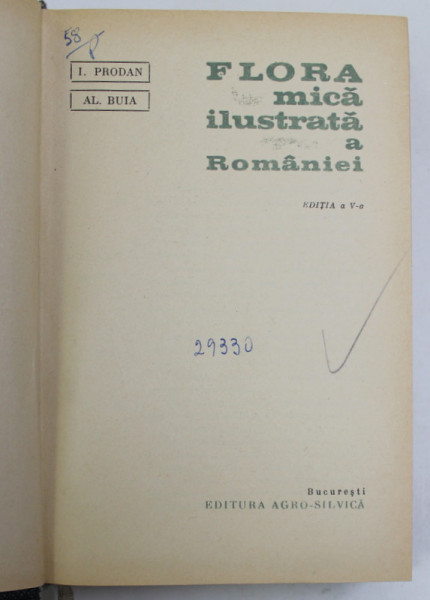 58
I. PRODAN
AL. BUIA
FLORA
mică
ilustrată
a
României
EDIȚIA a V-a
29330
București
EDITURA AGRO-SILVICĂ